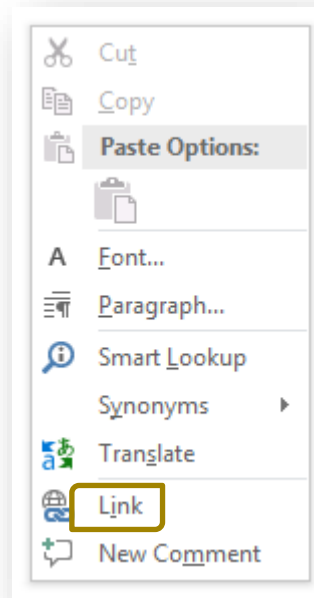 Cut
Copy
Paste Options:
A Font...
Paragraph...
Smart Lookup
Synonyms
Translate
Link
New Comment